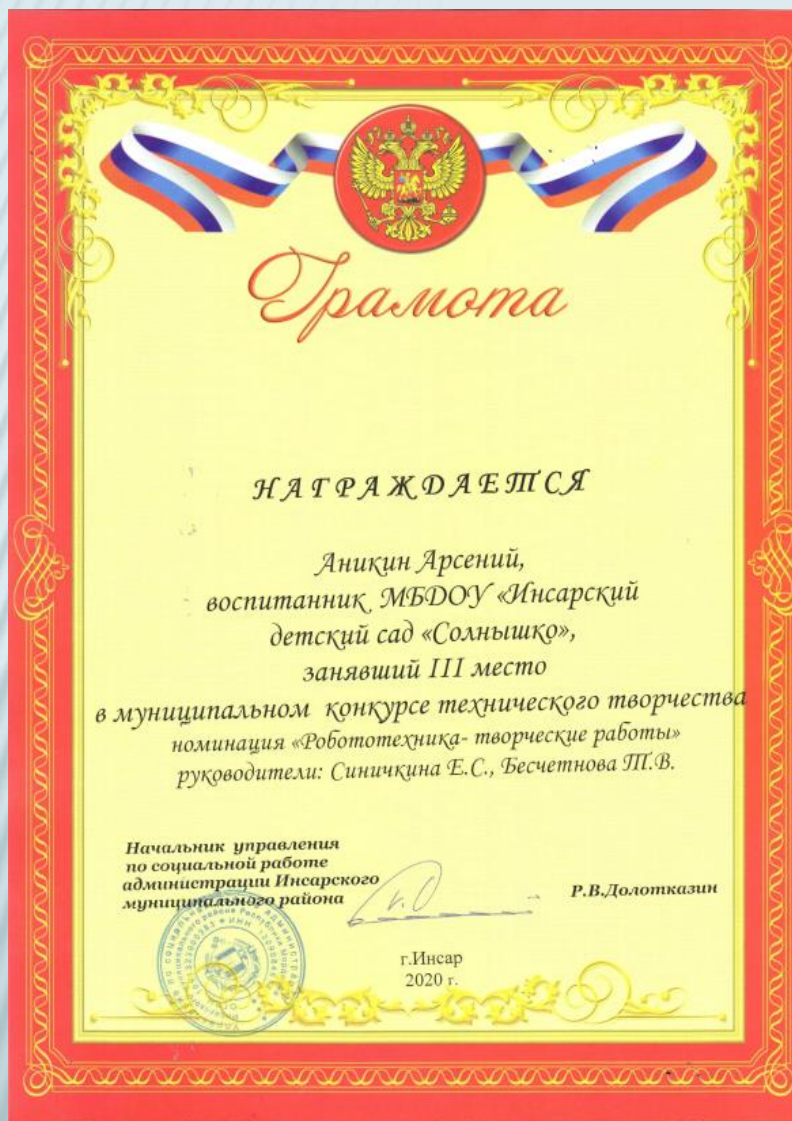 Грамота
НАГРАЖДАЕТСЯ
Аникин Арсений,
воспитанник МБДОУ «Инсарский
детский сад «Солнышко»,
занявший III место
в муниципальном конкурсе технического творчества
номинация «Робототехника- творческие работы»
руководители: Синичкина Е.С., Бесчетнова Т.В.
Начальник управления
по социальной работе
администрации Инсарского
муниципального района
Р.В.Долотказин
г.Инсар
2020 г.